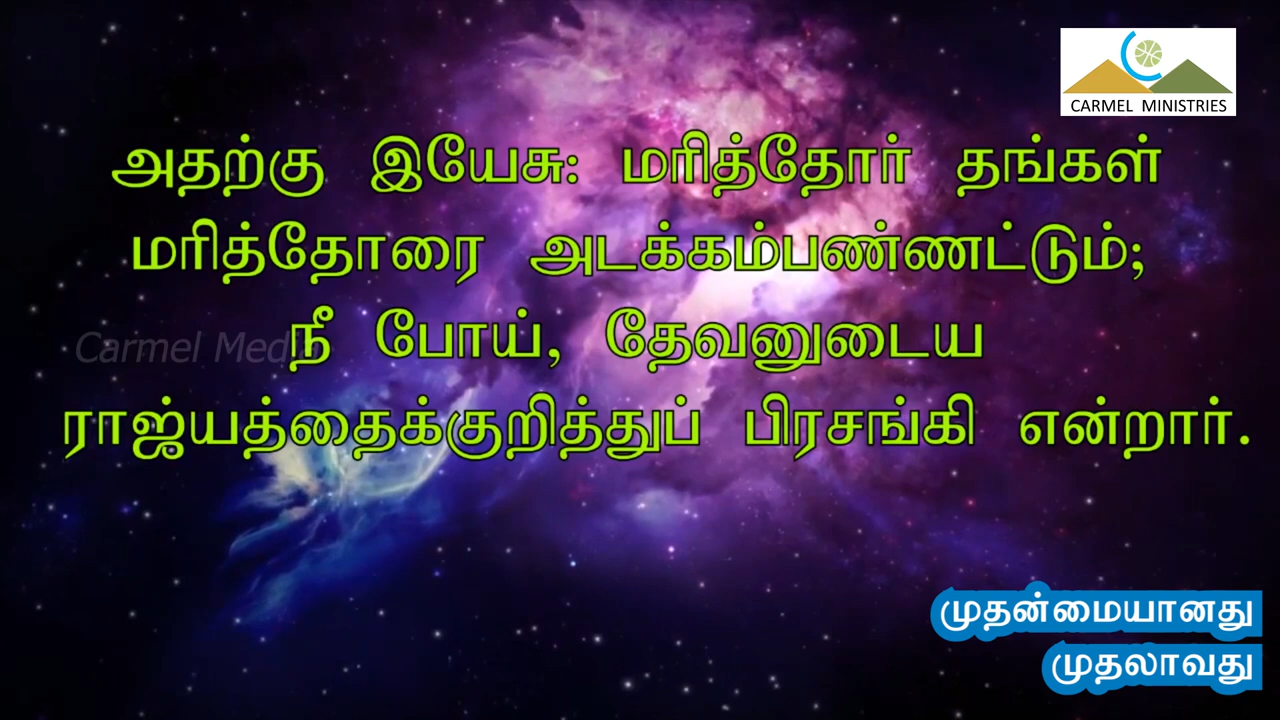 CARMEL MINISTRIES
அதற்கு இயேசு: மரித்தோர் தங்கள்
மரித்தோரை அடக்கம்பண்ணட்டும்;
Carmel Media
நீ போய், தேவனுடைய
ராஜ்யத்தைக்குறித்துப் பிரசங்கி என்றார்.
முதன்மையானது
முதலாவது